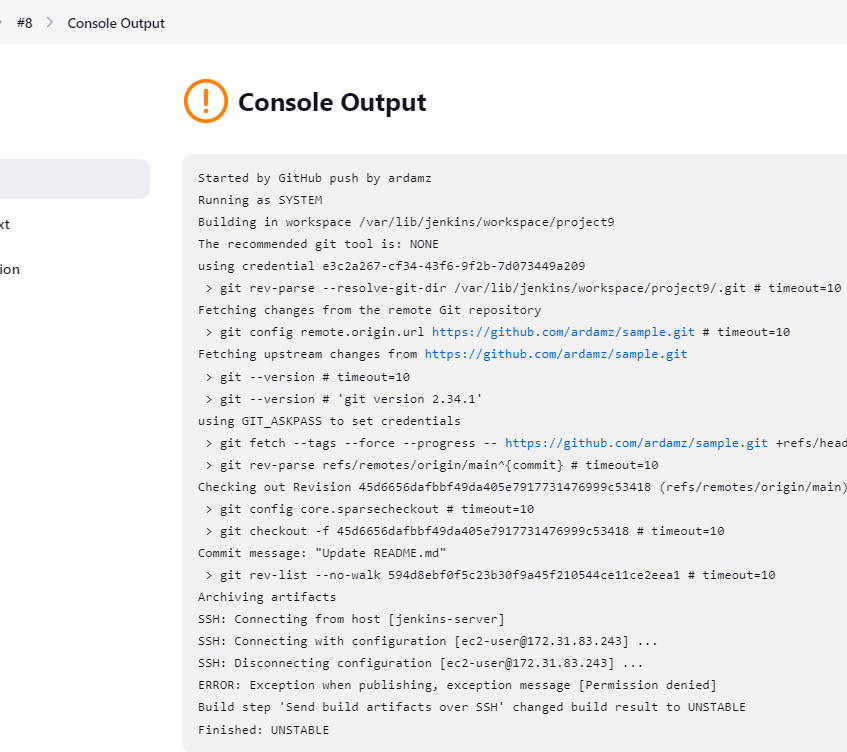 #8 > Console Output
xt
ion
Console Output
Started by GitHub push by ardamz
Running as SYSTEM
Building in workspace /var/lib/jenkins/workspace/project9
The recommended git tool is: NONE
using credential e3c2a267-cf34-43f6-9f2b-7d073449a209
> git rev-parse --resolve-git-dir /var/lib/jenkins/workspace/project9/.git # timeout=10
Fetching changes from the remote Git repository
> git config remote.origin.url https://github.com/ardamz/sample.git # timeout=10
Fetching upstream changes from https://github.com/ardamz/sample.git
> git --version # timeout=10
> git --version # 'git version 2.34.1'
using GIT_ASKPASS to set credentials
> git fetch --tags --force --progress -- https://github.com/ardamz/sample.git +refs/head
> git rev-parse refs/remotes/origin/main^{commit} # timeout=10
Checking out Revision 45d6656dafbbf49da405e7917731476999c53418 (refs/remotes/origin/main)
> git config core.sparsecheckout # timeout=10
> git checkout -f 45d6656dafbbf49da405e7917731476999c53418 # timeout=10
Commit message: "Update README.md"
> git rev-list --no-walk 594d8ebf0f5c23b30f9a45f210544ce11ce2eea1 # timeout=10
Archiving artifacts
SSH: Connecting from host [jenkins-server]
SSH: Connecting with configuration [ec2-user@172.31.83.243] ...
SSH: Disconnecting configuration [ec2-user@172.31.83.243] ...
ERROR: Exception when publishing, exception message [Permission denied]
Build step 'Send build artifacts over SSH' changed build result to UNSTABLE
Finished: UNSTABLE